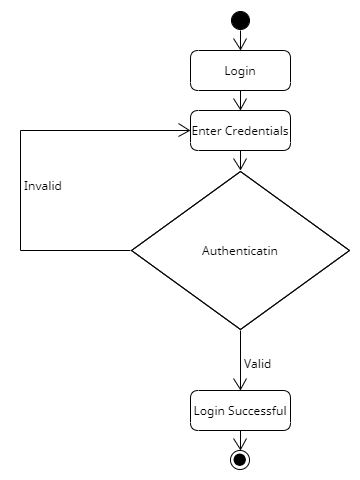 Login
Enter Credentials
Invalid
Authenticatin
Valid
Login Successful